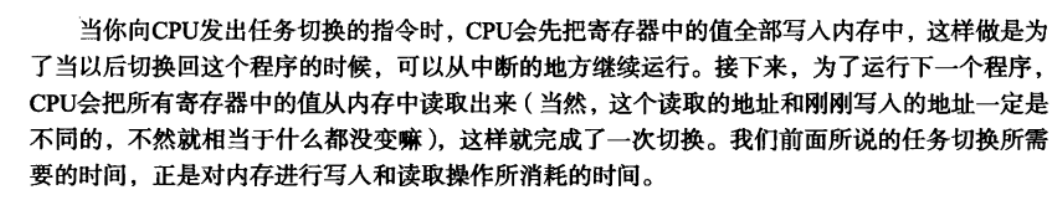 当你向CPU发出任务切换的指令时，CPU会先把寄存器中的值全部写入内存中，这样做是为
了当以后切换回这个程序的时候，可以从中断的地方继续运行。接下来，为了运行下一个程序，
CPU会把所有寄存器中的值从内存中读取出来（当然，这个读取的地址和刚刚写入的地址一定是
不同的，不然就相当于什么都没变嘛），这样就完成了一次切换。我们前面所说的任务切换所需
要的时间，正是对内存进行写入和读取操作所消耗的时间。